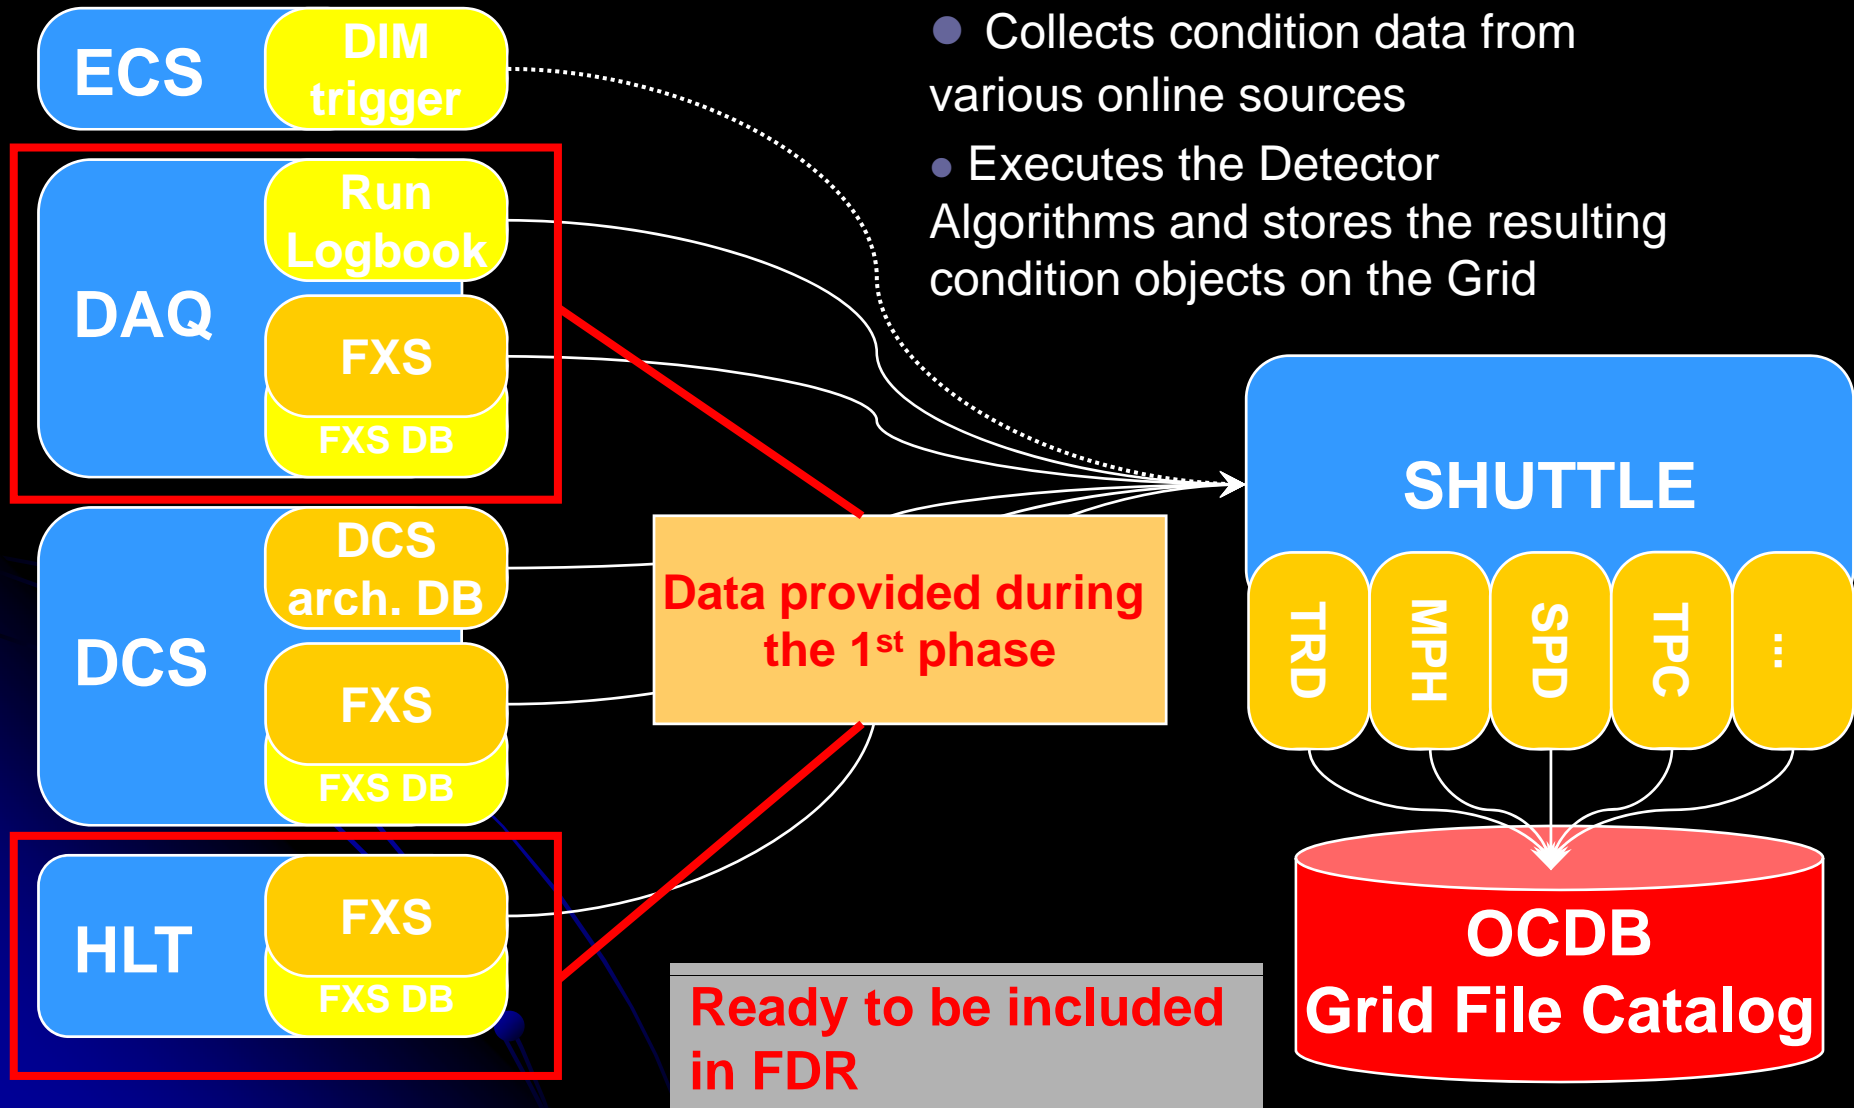 ECS
DIM
trigger
DAQ
Run
Logbook
FXS
FXS DB
DCS
DCS
arch. DB
FXS
FXS DB
HLT
FXS
FXS DB
● Collects condition data from
various online sources
● Executes the Detector
Algorithms and stores the resulting
condition objects on the Grid
Data provided during
the 1st phase
Ready to be included
in FDR
SHUTTLE
TRD
MPH
SPD
TPC
...
OCDB
Grid File Catalog